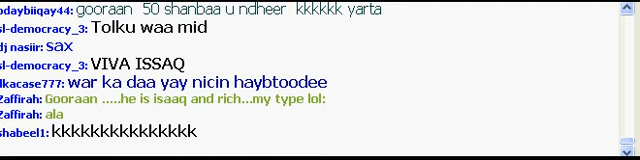 odaybiiqay44: gooraan 50 shanbaa u ndheer kkkkkk yarta
sl-democracy_3: Tolku waa mid
dj nasiir: sax
sl-democracy_3: VIVA ISSAQ
lkacase777: war ka daa yay nicin haybtoodee
Zaffirah: Gooraan .....he is isaaq and rich...my type lol:
Zaffirah: ala
shabeel1: kkkkkkkkkkkkkkk